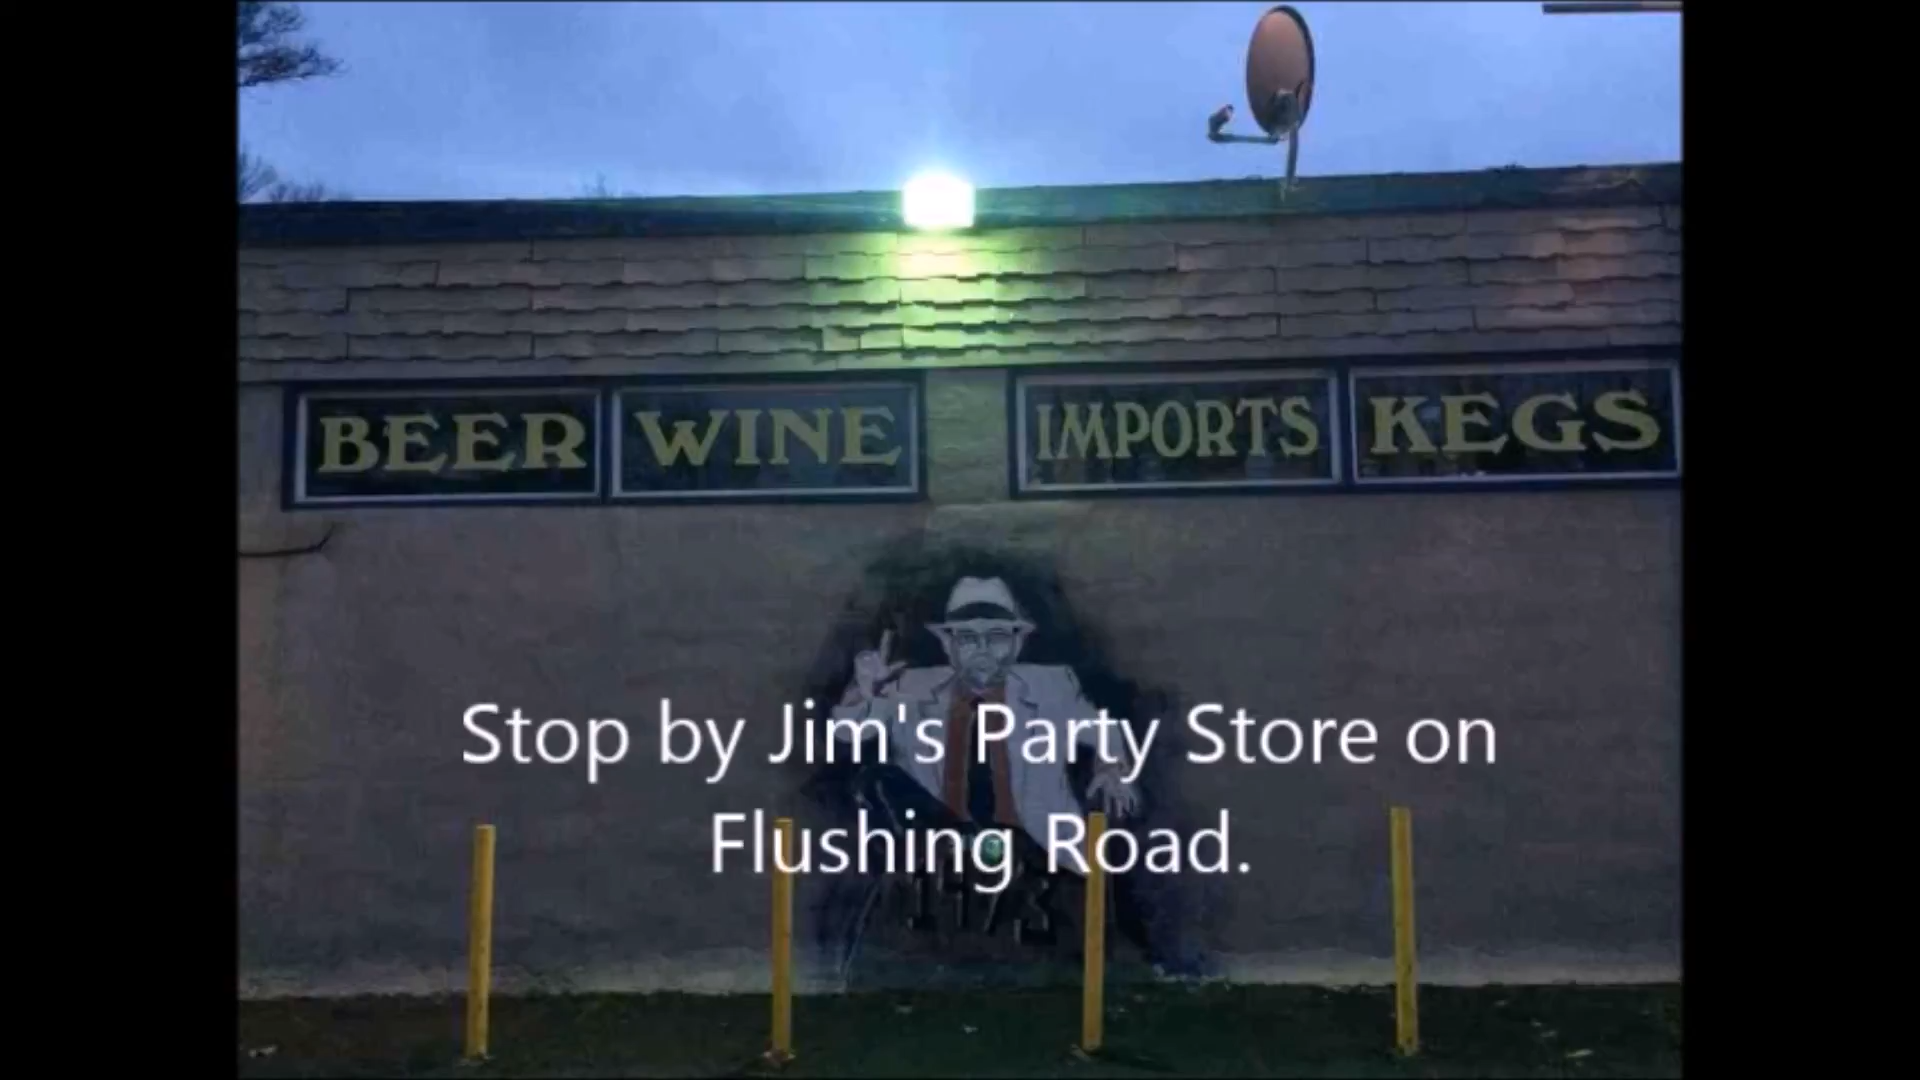 BEER WINE IMPORTS KEGS
Stop by Jim's Party Store on
Flushing Road.